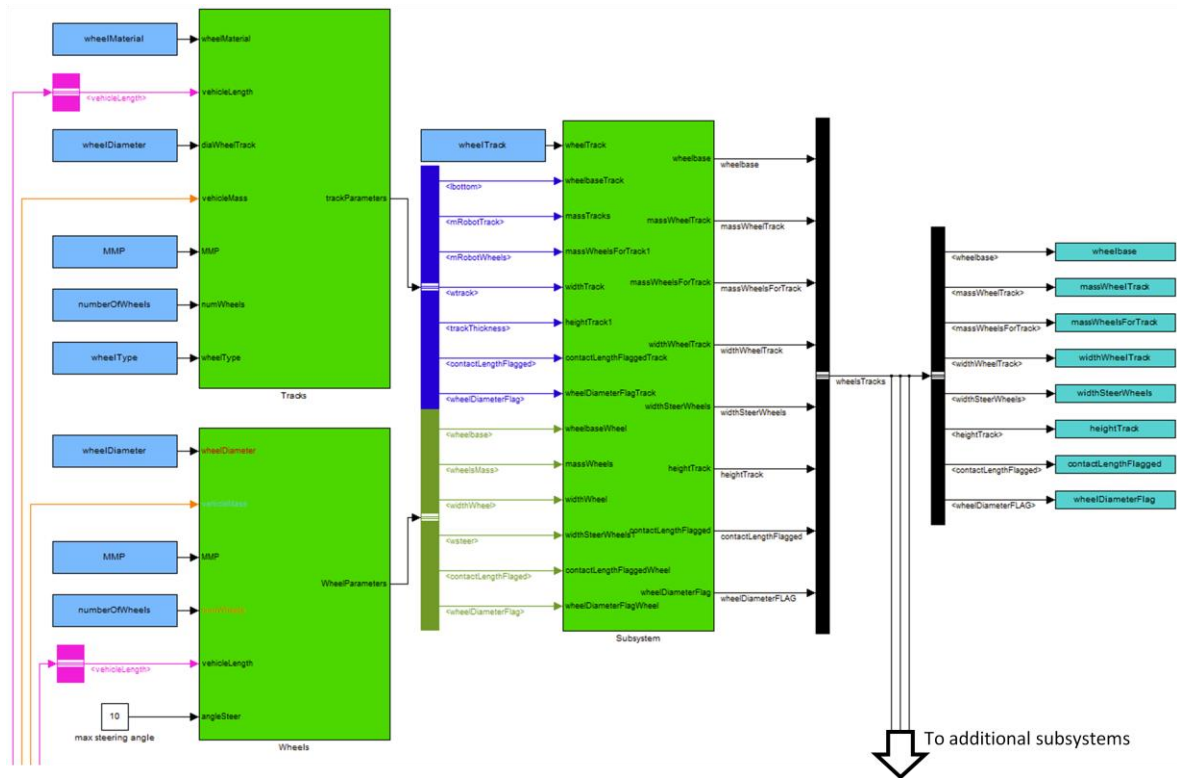 wheelMaterial
wheelMaterial
<vehicleLength>
vehicleLength
wheelDiameter
diaWheelTrack
vehicleMass
trackParameters
MMP
MMP
numberOfWheels
numWheels
wheelType
wheelType
Tracks
wheelDiameter
wheelDiameter
vehicleMass
MMP
MMP
WheelParameters
numberOfWheels
<vehicleLength>
vehicleLength
10
angleSteer
max steering angle
Wheels
wheelTrack
wheelTrack
<lbottom>
wheelbaseTrack
<mRobotTrack>
massTracks
<mRobotWheels>
massWheelsForTrack1
<wtrack>
widthTrack
<trackThickness>
heightTrack1
<contactLengthFlagged>
contactLengthFlaggedTrack
<wheelDiameterFlag>
wheelDiameterFlagTrack
<wheelbase>
wheelbaseWheel
<wheelsMass>
massWheels
<widthWheel>
widthWheel
<wsteer>
widthSteerWheels1
<contactLengthFlaged>
contactLengthFlaggedWheel
<wheelDiameterFlag>
wheelDiameterFlagWheel
Subsystem
wheelbase
wheelbase
massWheelTrack
massWheelTrack
massWheelsForTrack
massWheelsForTrack
widthWheelTrack
widthWheelTrack
widthSteerWheels
widthSteerWheels
heightTrack
heightTrack
contactLengthFlagged
contactLengthFlagged
wheelDiameterFlag
wheelDiameterFLAG
wheelsTracks
<wheelbase>
wheelbase
<massWheelTrack>
massWheelTrack
<massWheelsForTrack>
massWheelsForTrack
<widthWheelTrack>
widthWheelTrack
<widthSteerWheels>
widthSteerWheels
<heightTrack>
heightTrack
<contactLengthFlagged>
contactLengthFlagged
<wheelDiameterFLAG>
wheelDiameterFlag
To additional subsystems